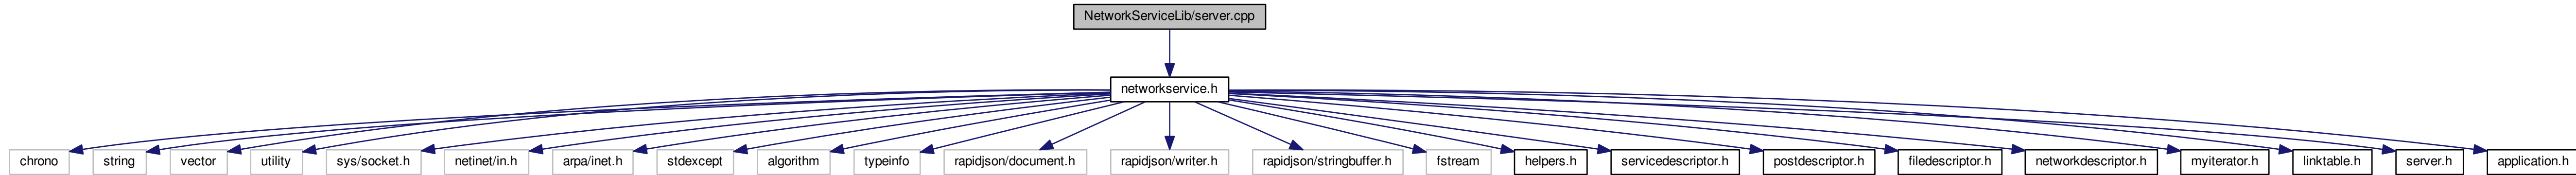 NetworkServiceLib/server.cpp
networkservice.h
chrono
string
vector
utility
sys/socket.h
netinet/in.h
arpa/inet.h
stdexcept
algorithm
typeinfo
rapidjson/document.h
rapidjson/writer.h
rapidjson/stringbuffer.h
fstream
helpers.h
servicedescriptor.h
postdescriptor.h
filedescriptor.h
networkdescriptor.h
myiterator.h
linktable.h
server.h
application.h